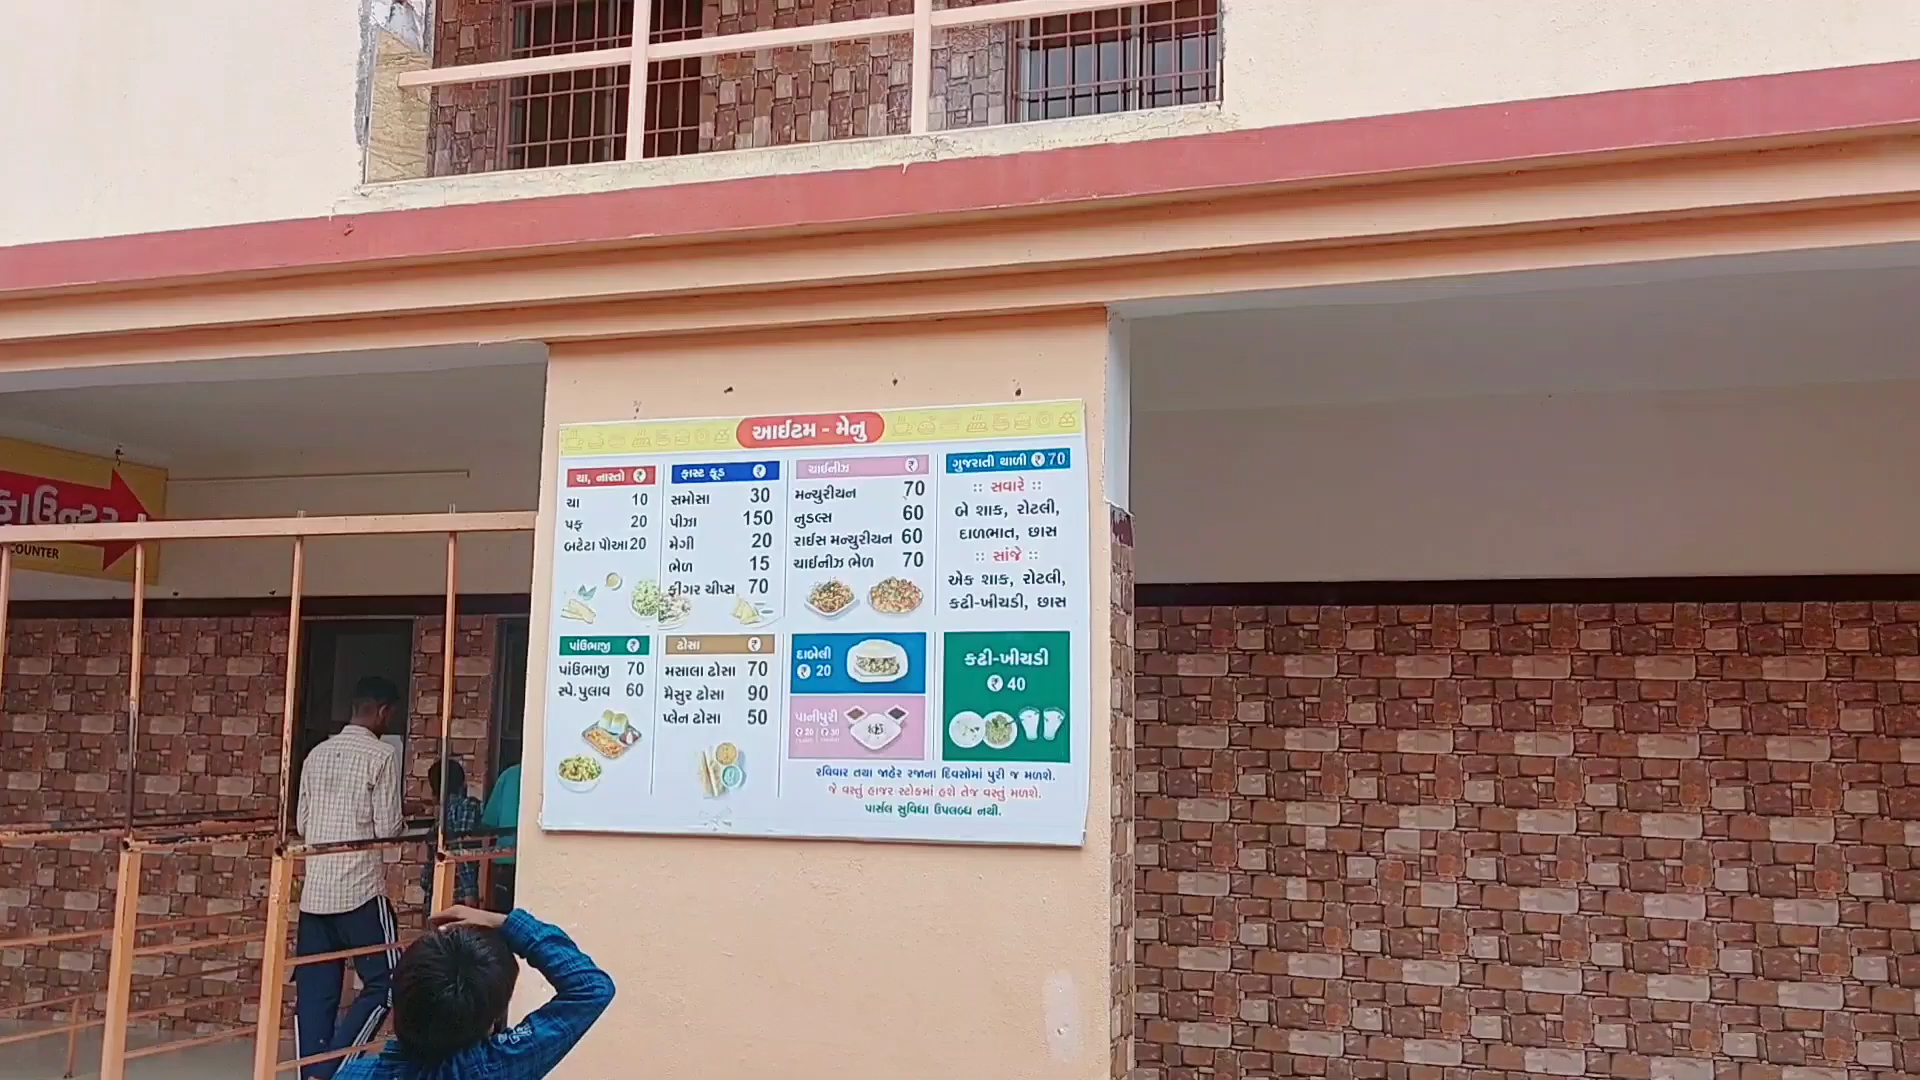 કાઉન્ટર
COUNTER
આઈટમ - મેનુ
ચા, નાસ્તો ₹
ચા 10
પફ 20
બટેટા પૌઆ 20
ફાસ્ટ ફૂડ ₹
સમોસા 30
પીઝા 150
મેગી 20
ભેળ 15
ફીંગર ચીપ્સ 70
ચાઈનીઝ ₹
મન્ચુરીયન 70
નુડલ્સ 60
રાઈસ મન્ચુરીયન 60
ચાઈનીઝ ભેળ 70
ગુજરાતી થાળી ₹ 70
:: સવારે ::
બે શાક, રોટલી,
દાળભાત, છાસ
:: સાંજે ::
એક શાક, રોટલી,
કઢી-ખીચડી, છાસ
પાંઉભાજી ₹
પાંઉભાજી 70
સ્પે.પુલાવ 60
ઢોસા ₹
મસાલા ઢોસા 70
મૈસુર ઢોસા 90
પ્લેન ઢોસા 50
દાબેલી
₹ 20
પાનીપુરી
કઢી-ખીચડી
₹ 40
રવિવાર તથા જાહેર રજાના દિવસોમાં પુરી જ મળશે.
જે વસ્તું હાજર સ્ટોકમાં હશે તેજ વસ્તું મળશે.
પાર્સલ સુવિધા ઉપલબ્ધ નથી.